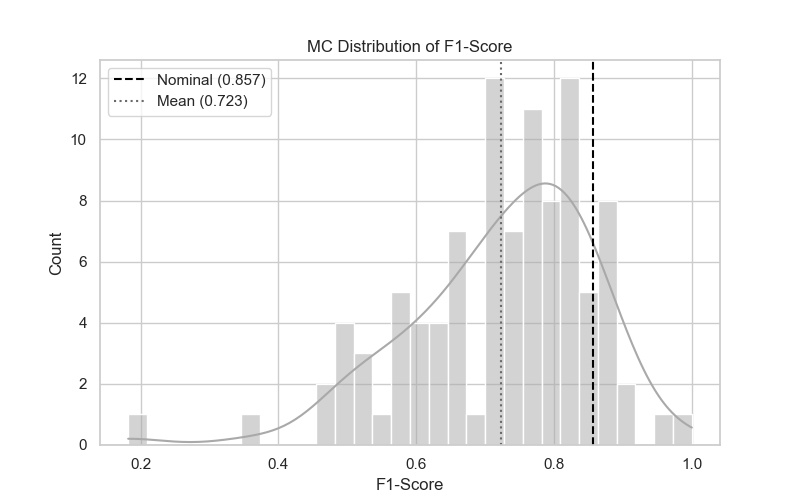 MC Distribution of F1-Score
Nominal (0.857)
Mean (0.723)
12
10
8
6
4
2
0
Count
0.2 0.4 0.6 0.8 1.0
F1-Score